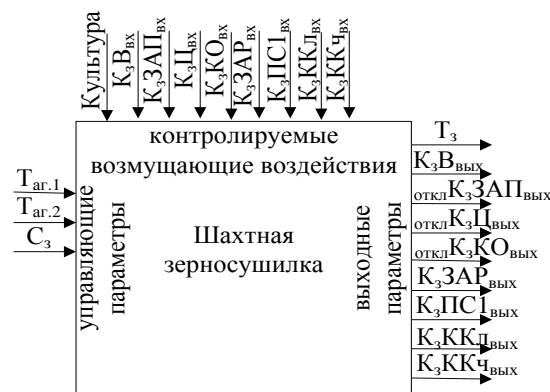 Культура
КзВвх
КзЗАПвх
КзЦвх
КзКОвх
КзЗАРвх
КзПС1вх
КзККлвх
КзККчвх
контролируемые
возмущающие воздействия
Таг.1
Таг.2
Сз
управляющие
параметры
Шахтная
зерносушилка
выходные
параметры
Тз
КзВвых
отклКзЗАПвых
отклКзЦвых
отклКзКОвых
КзЗАРвых
КзПС1вых
КзККлвых
КзККчвых